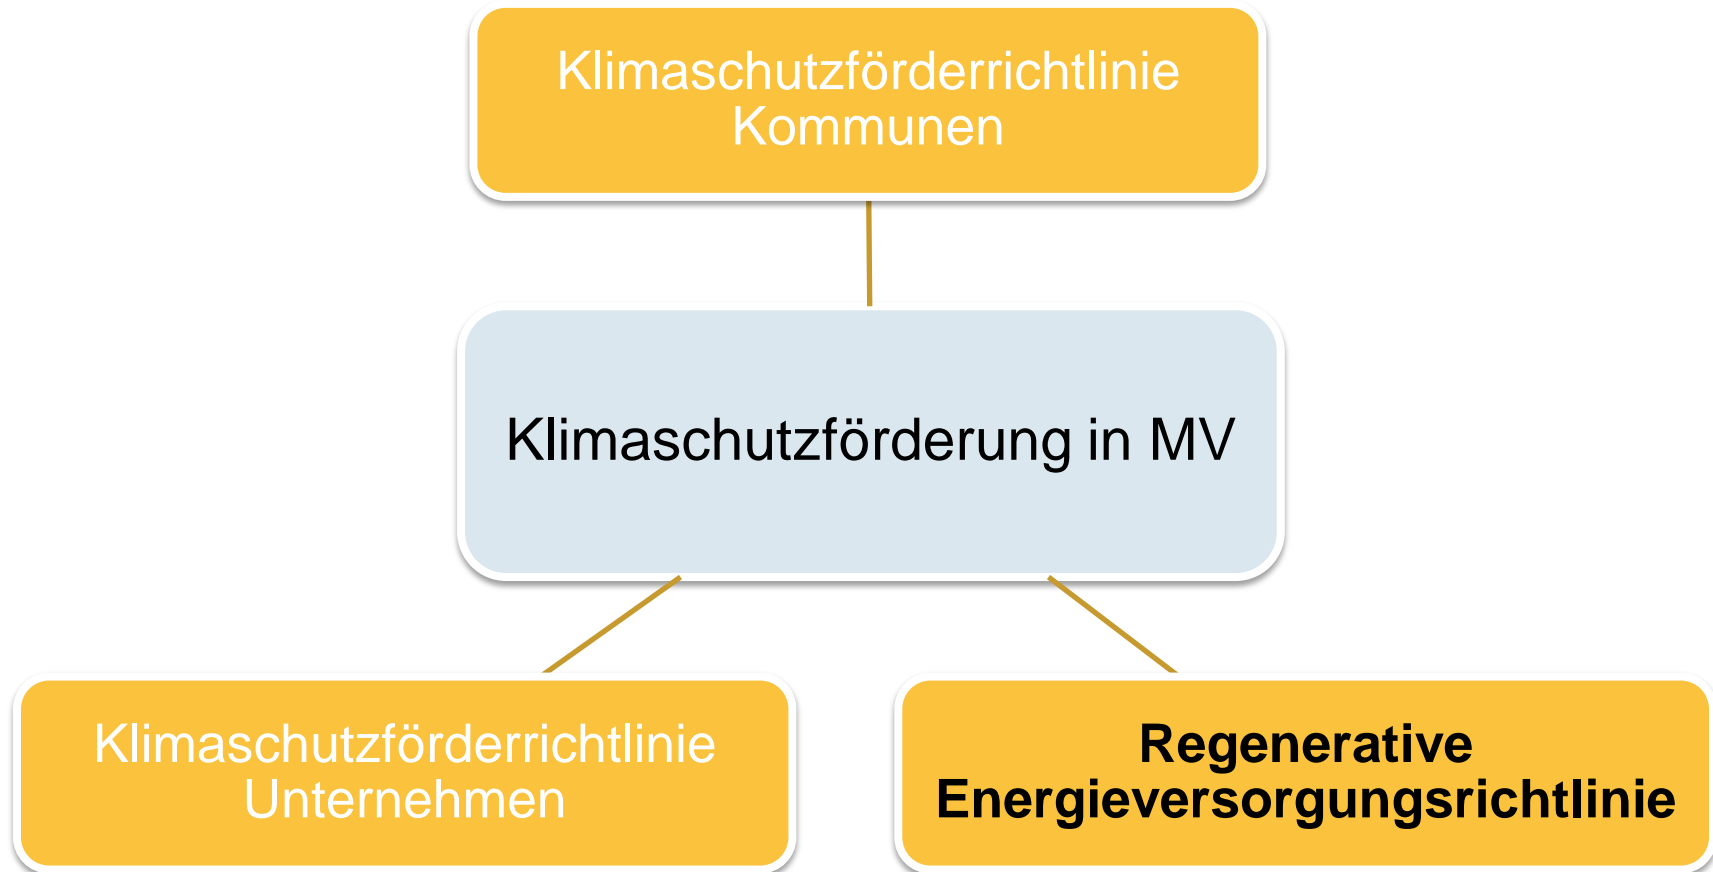 Klimaschutzförderrichtlinie
Kommunen
Klimaschutzförderung in MV
Klimaschutzförderrichtlinie
Unternehmen
Regenerative
Energieversorgungsrichtlinie